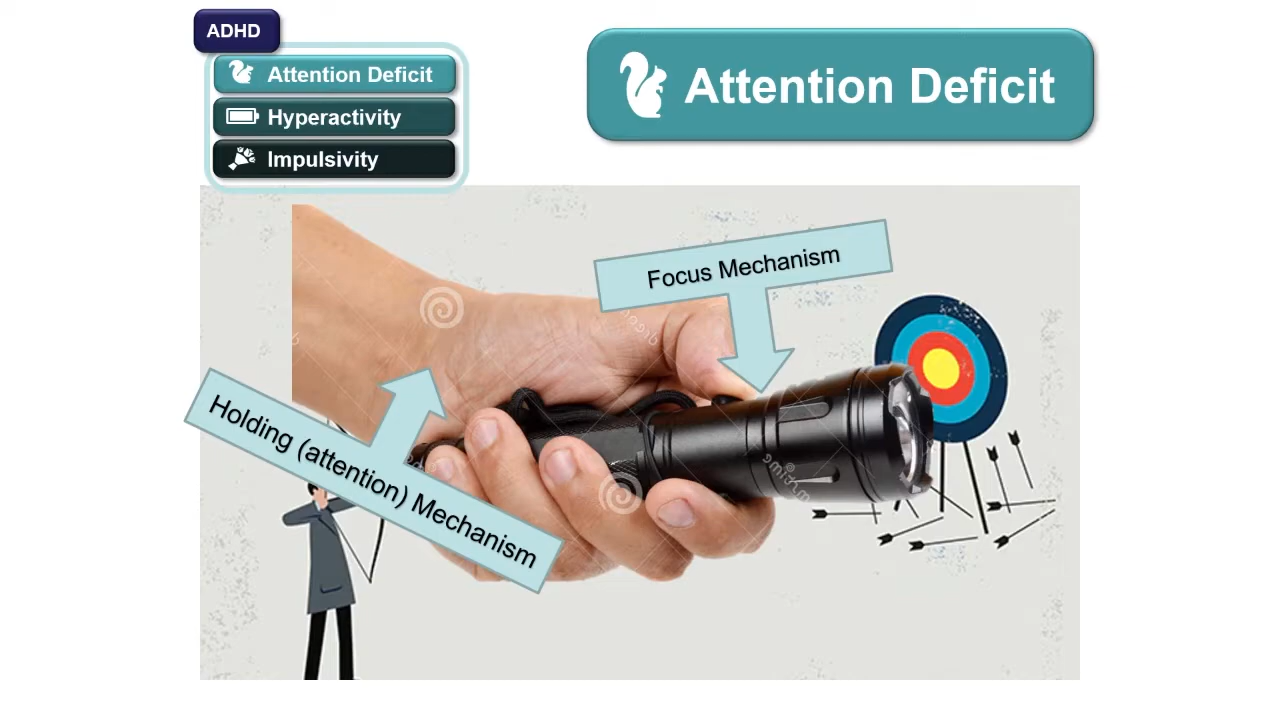 ADHD
Attention Deficit
Hyperactivity
Impulsivity
Attention Deficit
Focus Mechanism
Holding (attention) Mechanism